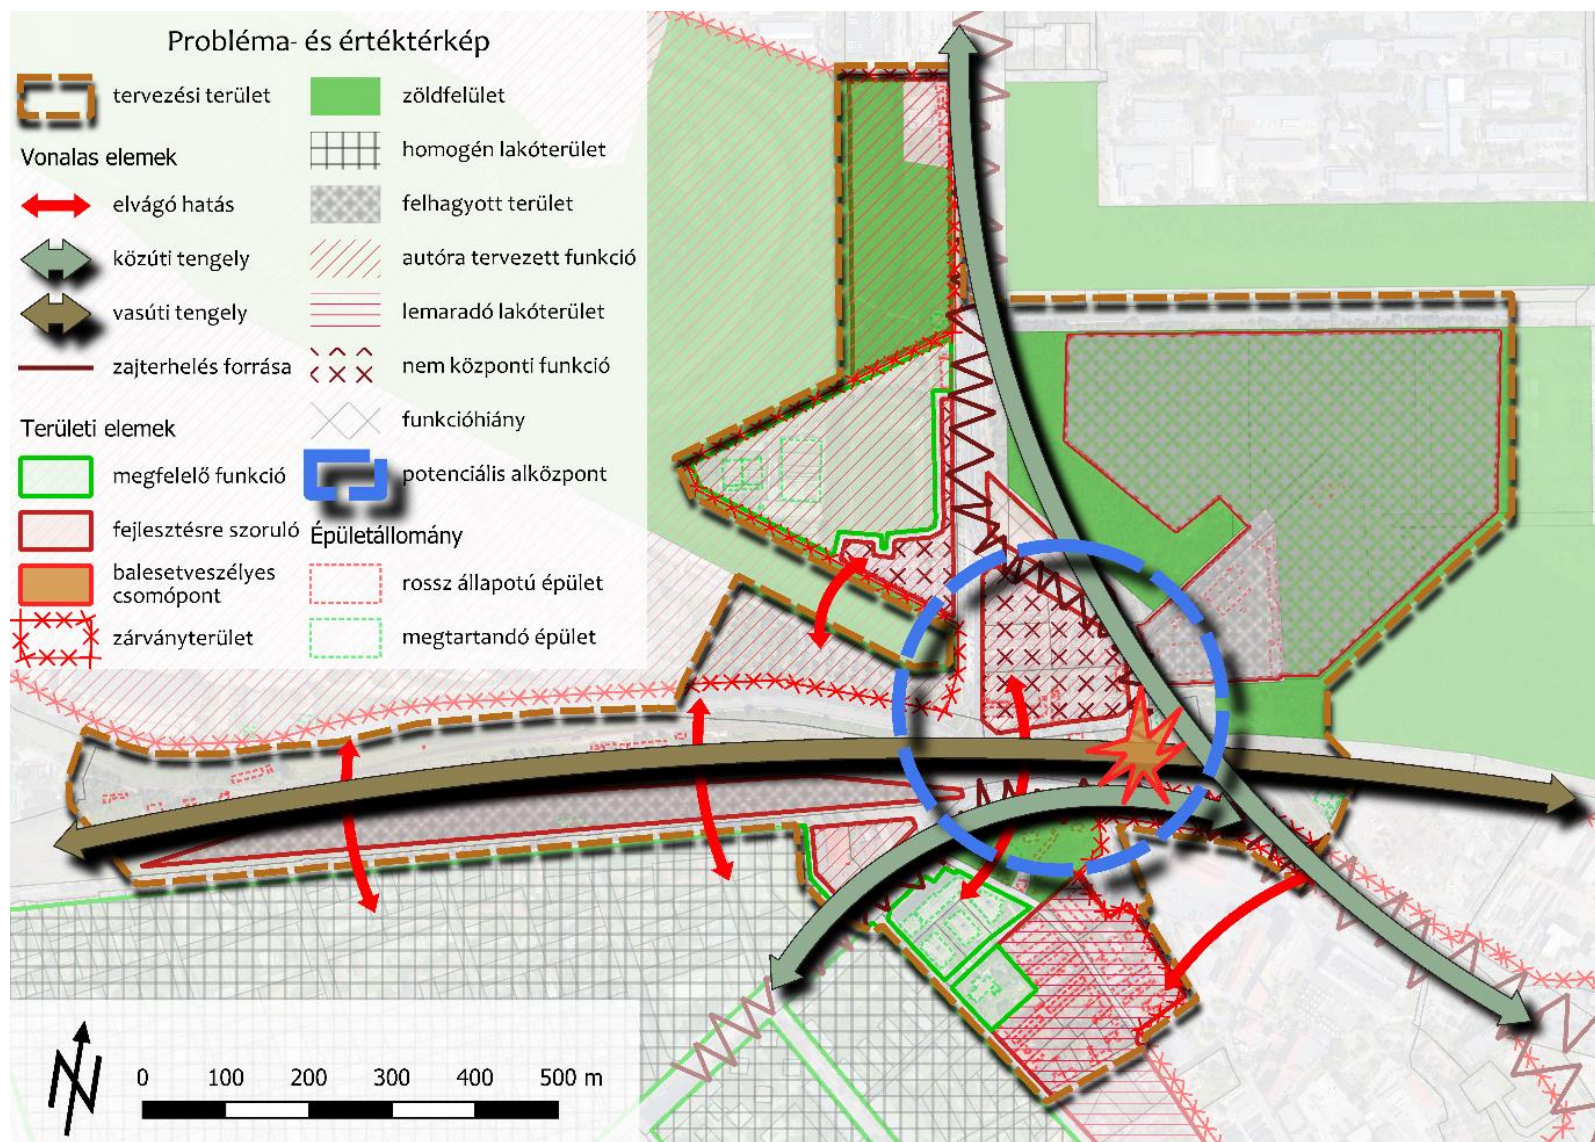 Probléma- és értéktérkép
tervezési terület
Vonalas elemek
elvágó hatás
közúti tengely
vasúti tengely
zajterhelés forrása
Területi elemek
megfelelő funkció
fejlesztésre szoruló
balesetveszélyes
csomópont
zárványterület
zöldfelület
homogén lakóterület
felhagyott terület
autóra tervezett funkció
lemaradó lakóterület
nem központi funkció
funkcióhiány
potenciális alközpont
Épületállomány
rossz állapotú épület
megtartandó épület
0 100 200 300 400 500 m